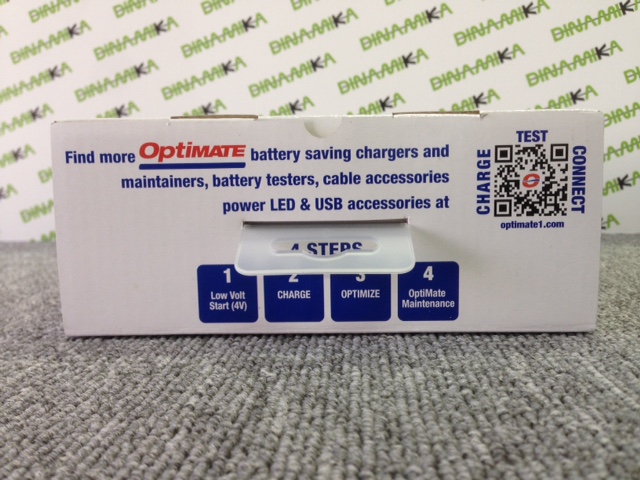 DINAMIKA
Find more OptiMATE battery saving chargers and
maintainers, battery testers, cable accessories
power LED & USB accessories at
CHARGE
TEST
CONNECT
optimate1.com
4 STEPS
1
Low Volt
Start (4V)
2
CHARGE
3
OPTIMIZE
4
OptiMate
Maintenance